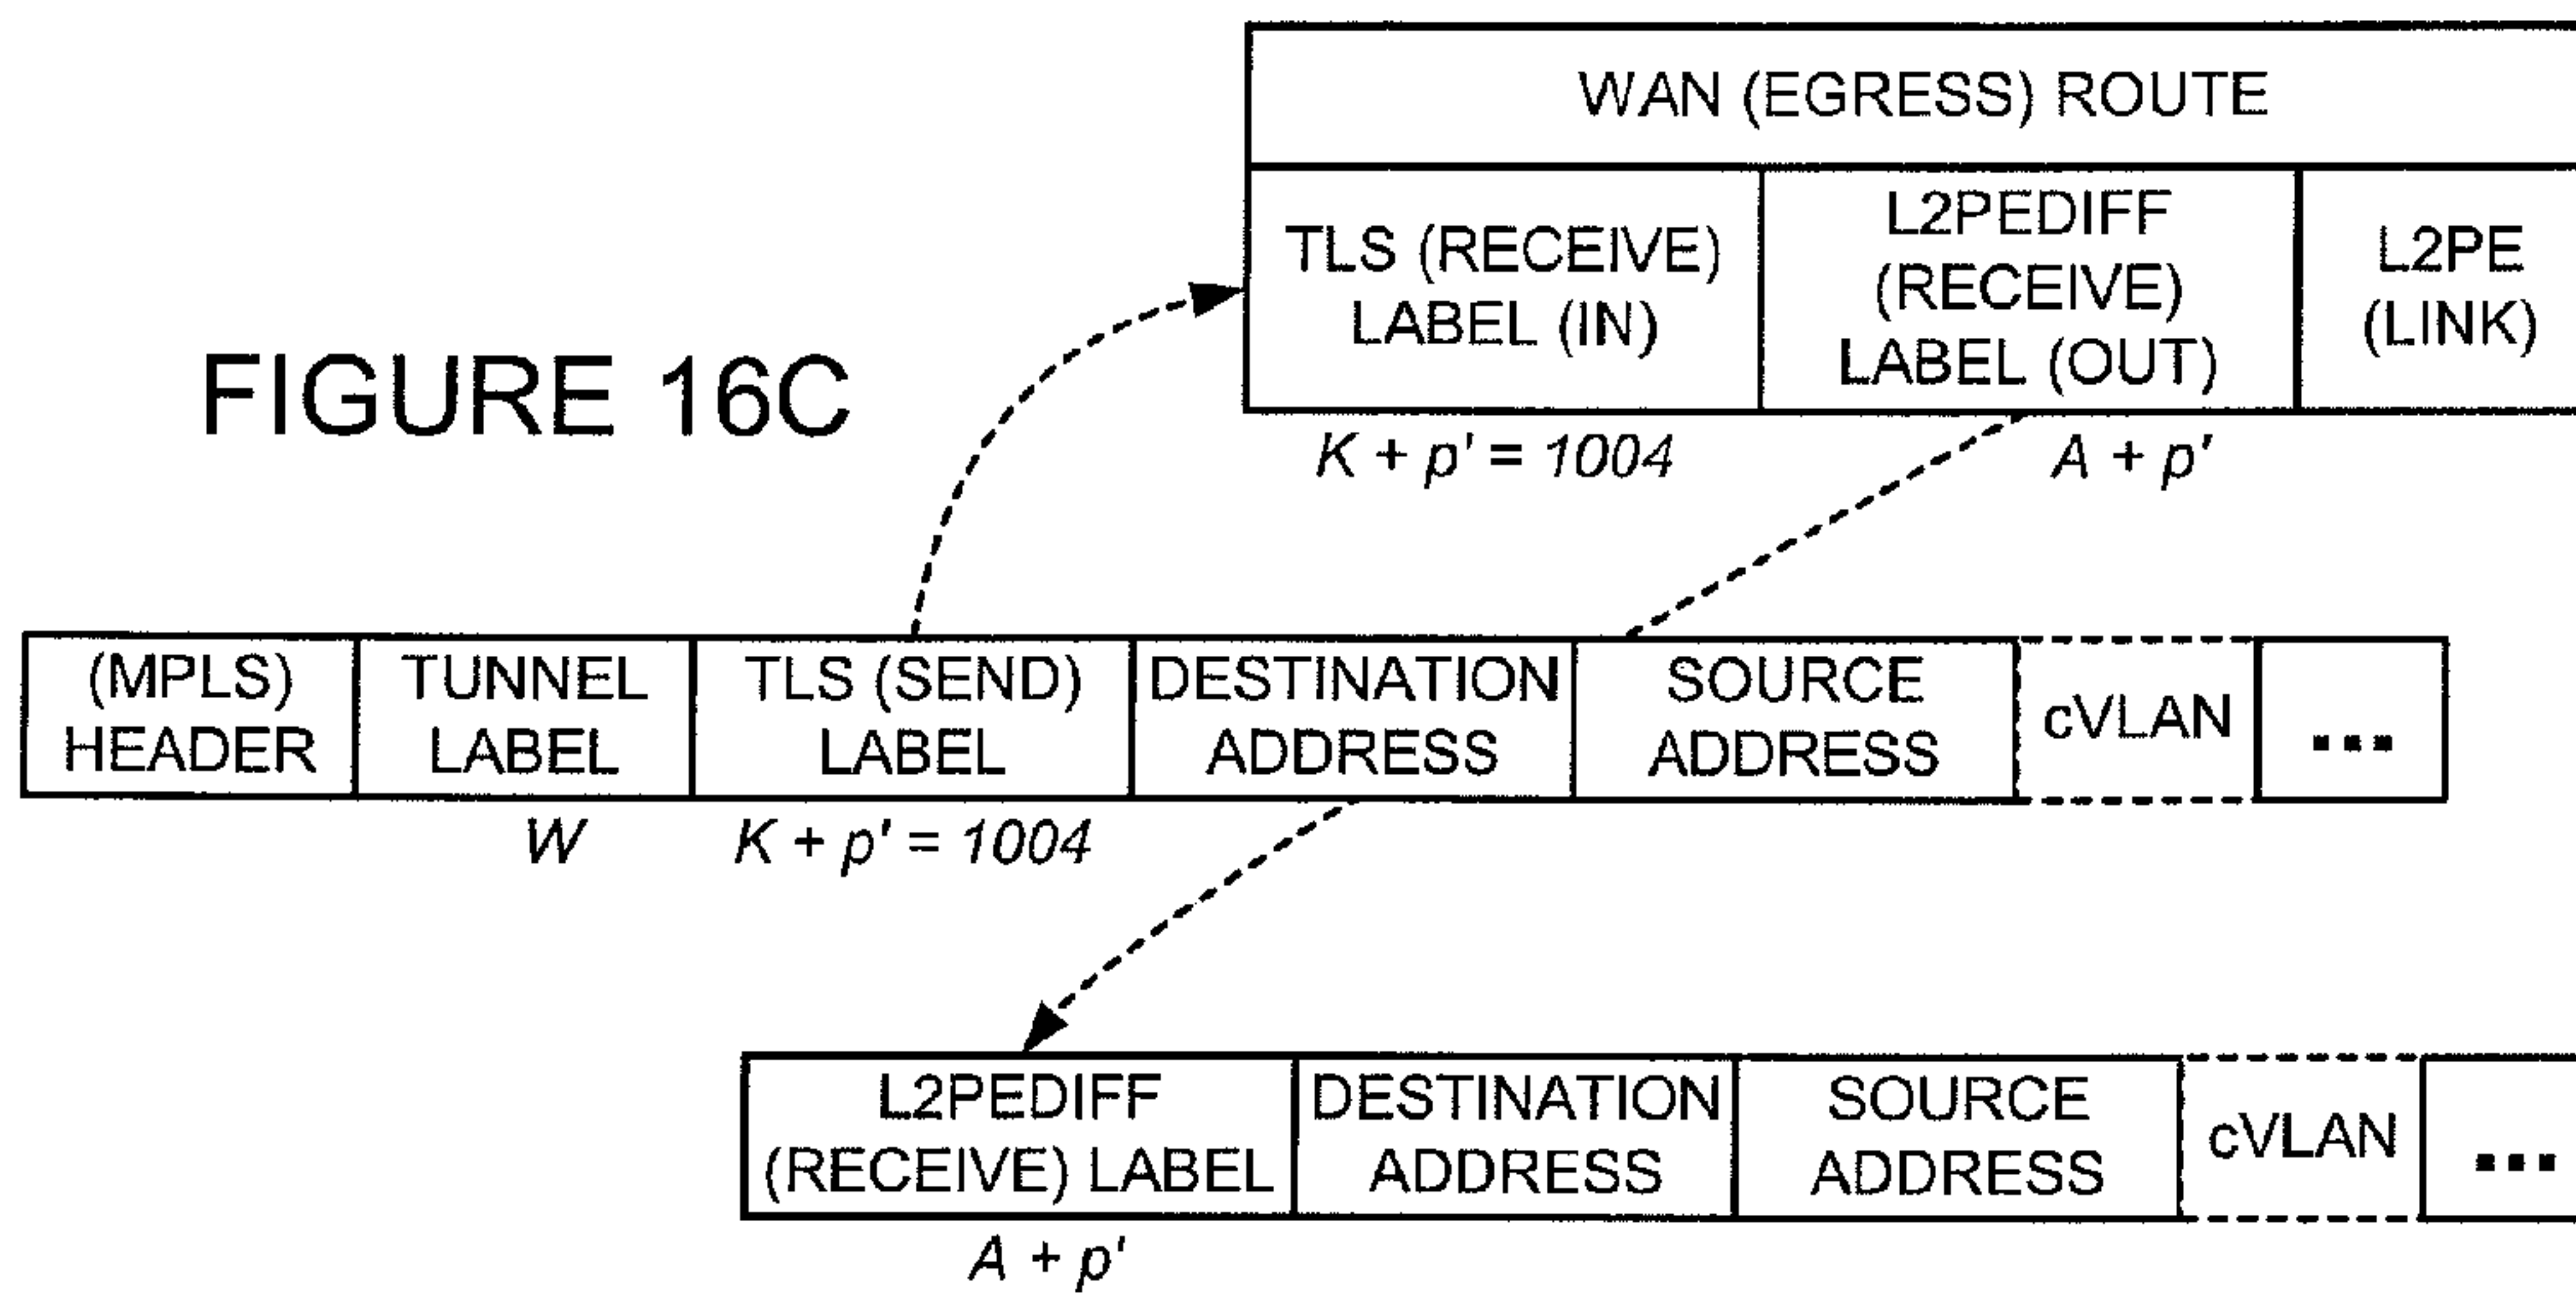 WAN (EGRESS) ROUTE
TLS (RECEIVE)
LABEL (IN)
L2PEDIFF
(RECEIVE)
LABEL (OUT)
L2PE
(LINK)
FIGURE 16C
K + p' = 1004
A + p'
(MPLS)
HEADER
TUNNEL
LABEL
TLS (SEND)
LABEL
DESTINATION
ADDRESS
SOURCE
ADDRESS
cVLAN
...
W
K + p' = 1004
L2PEDIFF
(RECEIVE) LABEL
DESTINATION
ADDRESS
SOURCE
ADDRESS
cVLAN
...
A + p'